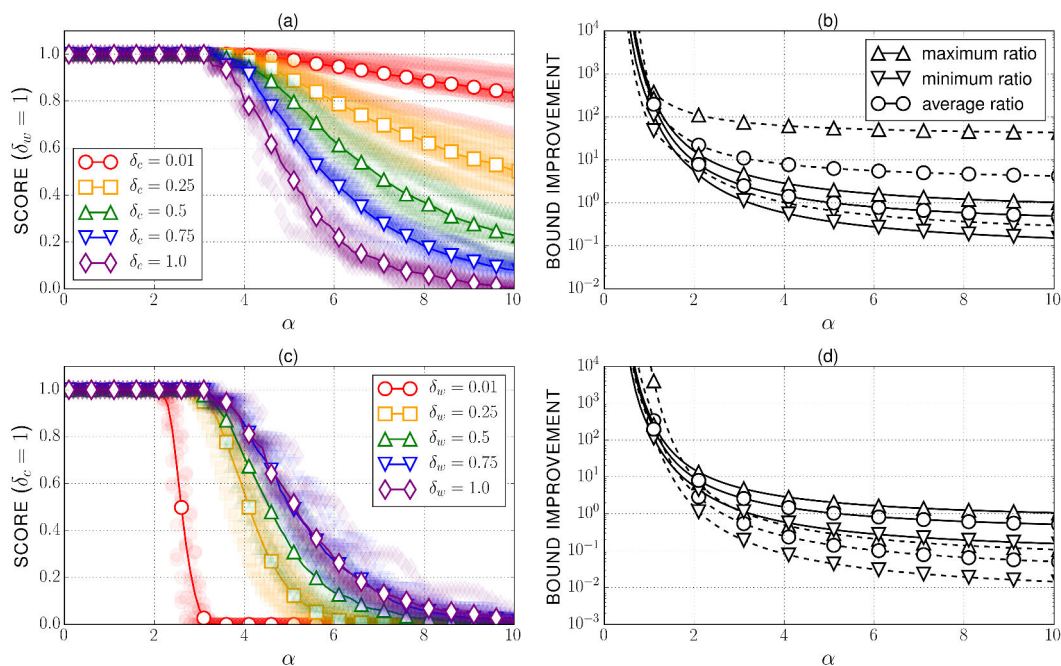 (a)
SCORE (δ_w = 1)
1.0
0.8
0.6
0.4
0.2
0.0
δ_c = 0.01
δ_c = 0.25
δ_c = 0.5
δ_c = 0.75
δ_c = 1.0
0 2 4 6 8 10
α
(b)
BOUND IMPROVEMENT
10^4
10^3
10^2
10^1
10^0
10^−1
10^−2
maximum ratio
minimum ratio
average ratio
0 2 4 6 8 10
α
(c)
SCORE (δ_c = 1)
1.0
0.8
0.6
0.4
0.2
0.0
δ_w = 0.01
δ_w = 0.25
δ_w = 0.5
δ_w = 0.75
δ_w = 1.0
0 2 4 6 8 10
α
(d)
BOUND IMPROVEMENT
10^4
10^3
10^2
10^1
10^0
10^−1
10^−2
10^−3
0 2 4 6 8 10
α